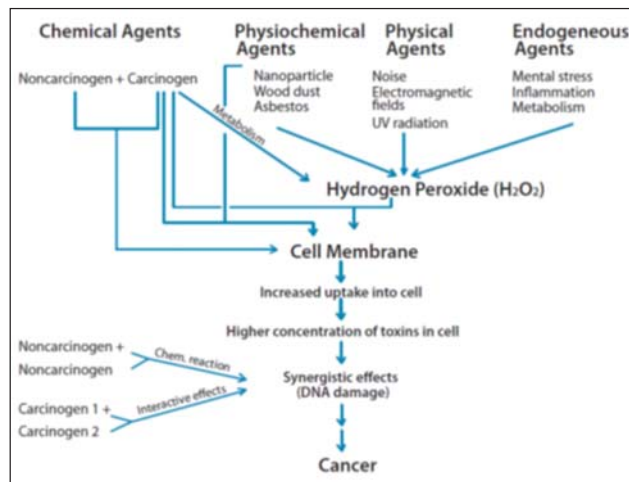 Chemical Agents
Physiochemical
Agents
Physical
Agents
Endogeneous
Agents
Noncarcinogen + Carcinogen
Nanoparticle
Wood dust
Asbestos
Noise
Electromagnetic
fields
UV radiation
Mental stress
Inflammation
Metabolism
Metabolism
Hydrogen Peroxide (H2O2)
Cell Membrane
Increased uptake into cell
Higher concentration of toxins in cell
Noncarcinogen +
Noncarcinogen
Chem. reaction
Synergistic effects
(DNA damage)
Carcinogen 1 +
Carcinogen 2
Interactive effects
Cancer